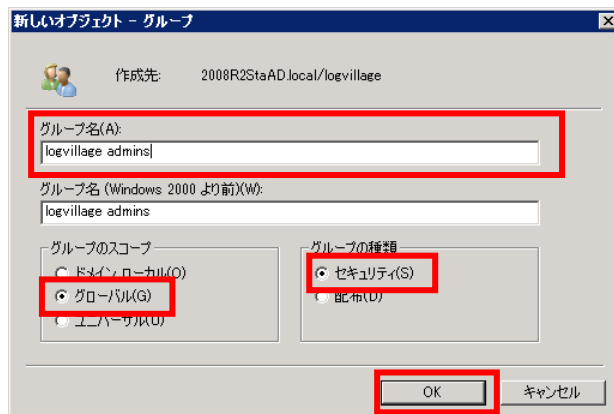 新しいオブジェクト - グループ
作成先: 2008R2StaAD.local/logvillage
グループ名(A):
logvillage admins
グループ名 (Windows 2000 より前)(W):
logvillage admins
グループのスコープ
ドメイン ローカル(O)
グローバル(G)
ユニバーサル(U)
グループの種類
セキュリティ(S)
配布(D)
OK
キャンセル